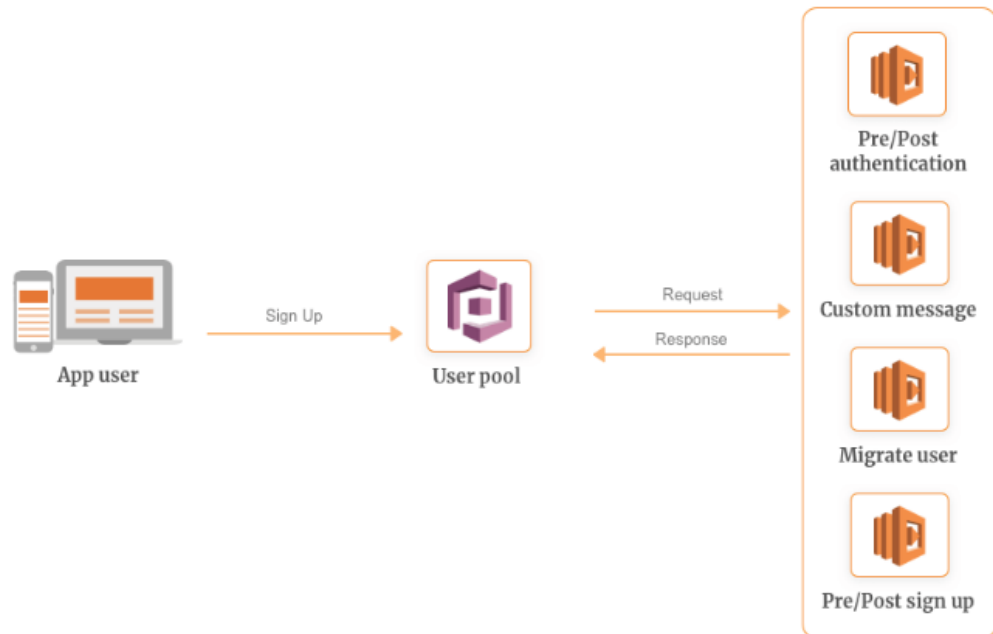 Pre/Post
authentication
Custom message
Sign Up
Request
Response
App user
User pool
Migrate user
Pre/Post sign up